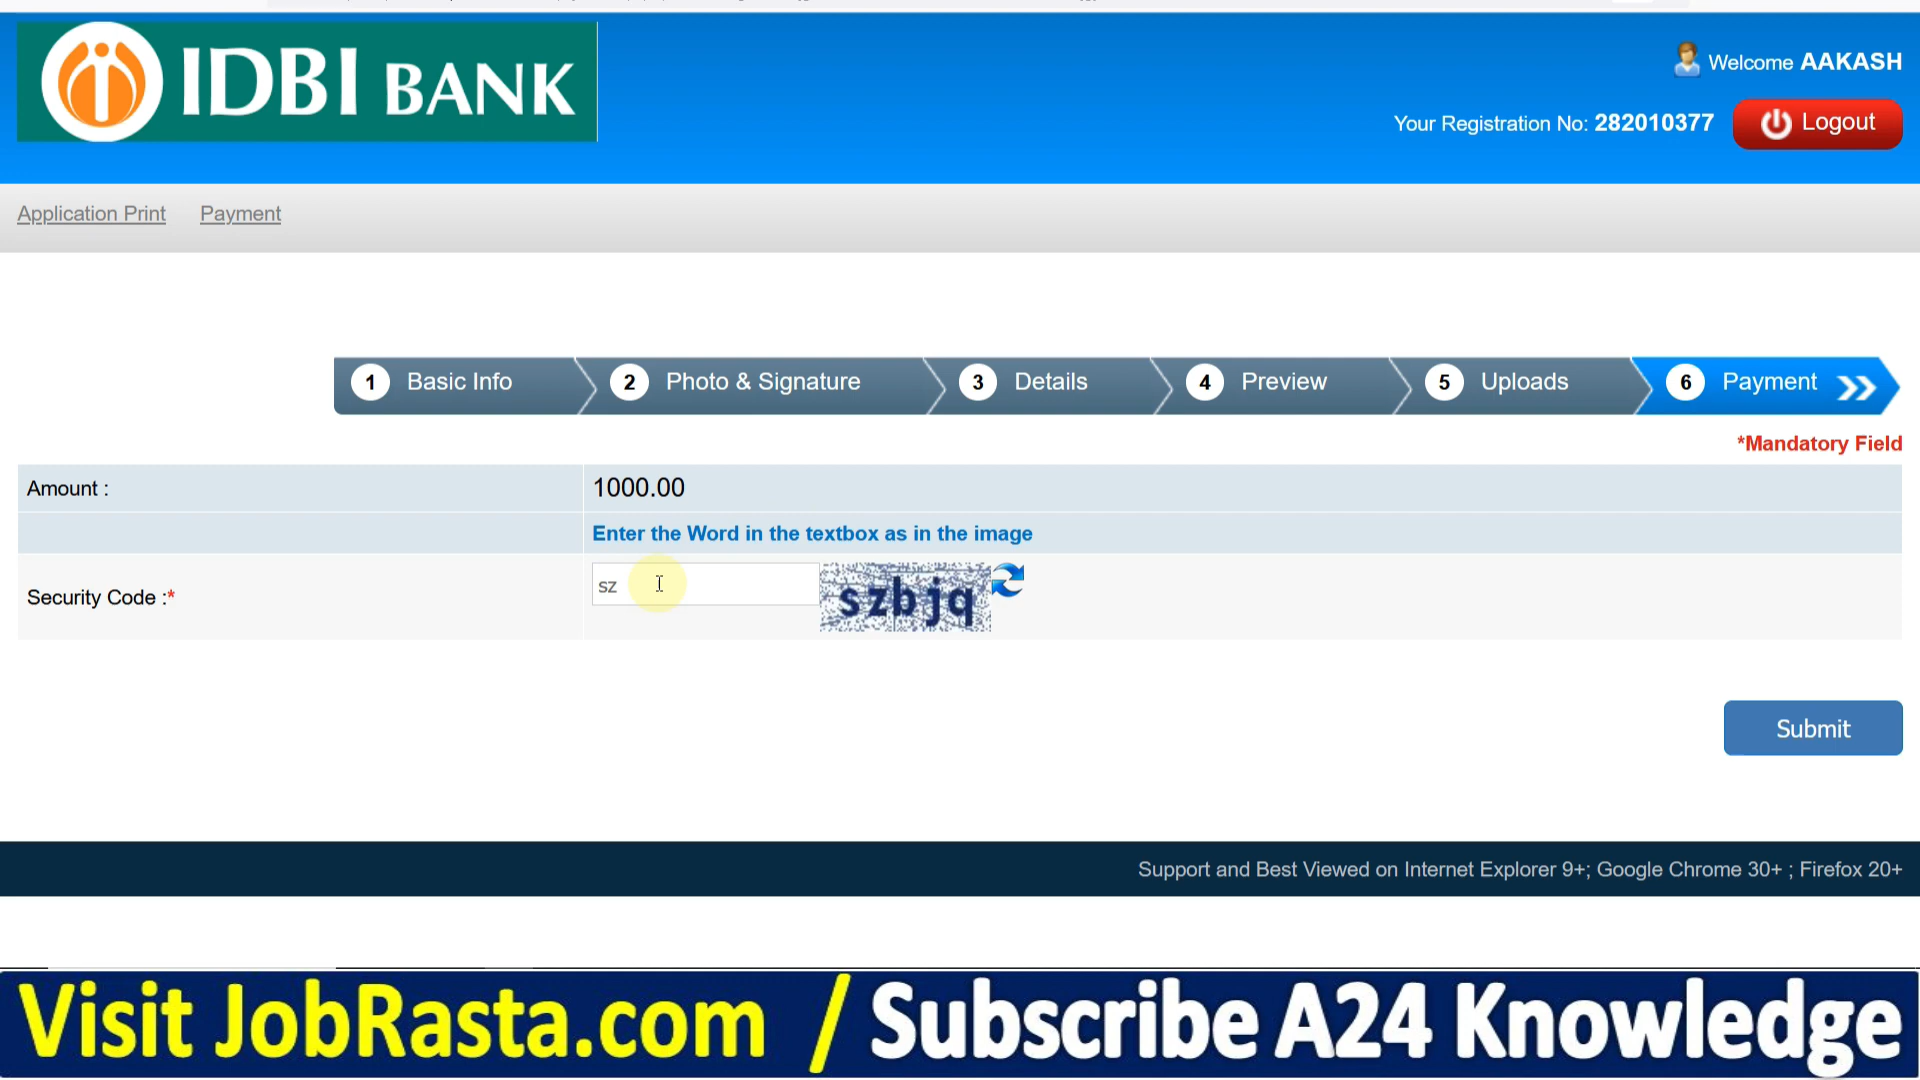 IDBI BANK
Welcome AAKASH
Your Registration No: 282010377
Logout
Application Print Payment
1 Basic Info 2 Photo & Signature 3 Details 4 Preview 5 Uploads 6 Payment
*Mandatory Field
Amount : 1000.00
Enter the Word in the textbox as in the image
Security Code :* sz szbjq
Submit
Support and Best Viewed on Internet Explorer 9+; Google Chrome 30+ ; Firefox 20+
Visit JobRasta.com / Subscribe A24 Knowledge